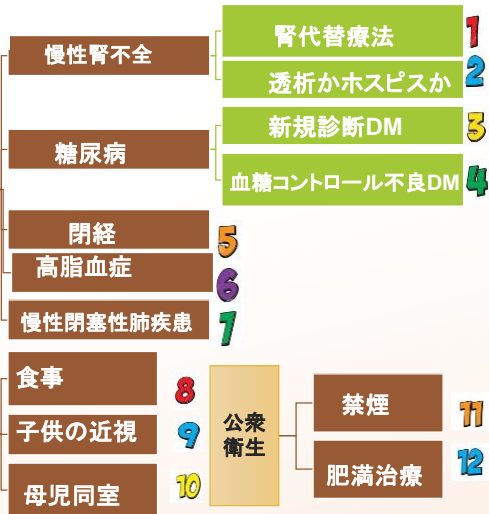 慢性腎不全
腎代替療法
1
透析かホスピスか
2
糖尿病
新規診断DM
3
血糖コントロール不良DM
4
閉経
5
高脂血症
6
慢性閉塞性肺疾患
7
食事
8
子供の近視
9
母児同室
10
公衆
衛生
禁煙
11
肥満治療
12